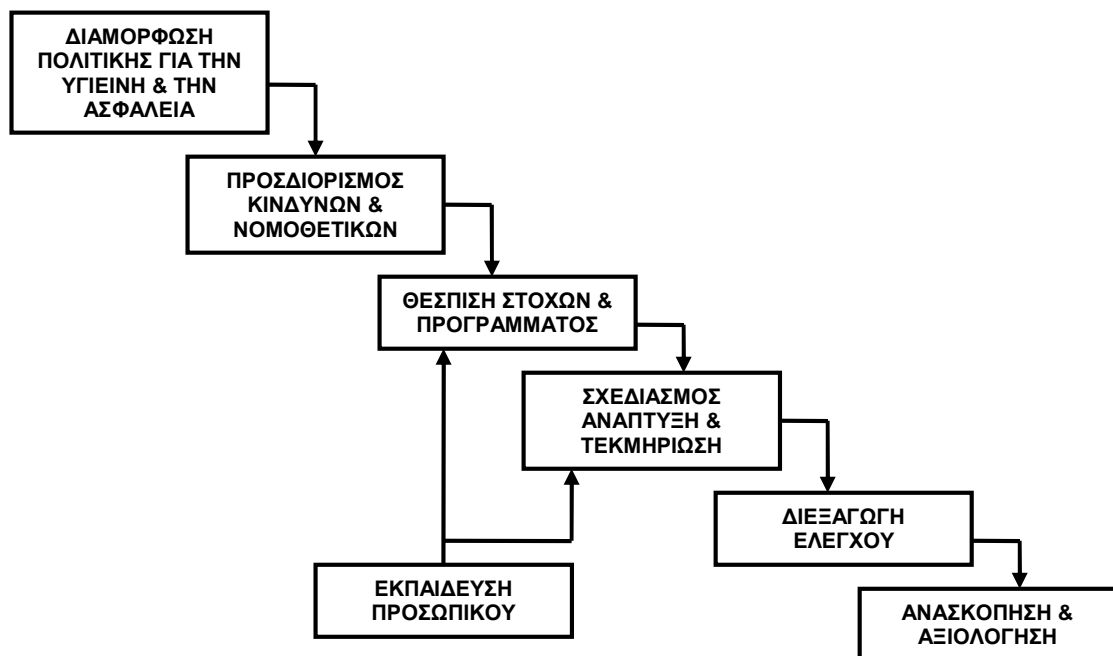 ΔΙΑΜΟΡΦΩΣΗ
ΠΟΛΙΤΙΚΗΣ ΓΙΑ ΤΗΝ
ΥΓΙΕΙΝΗ & ΤΗΝ
ΑΣΦΑΛΕΙΑ
ΠΡΟΣΔΙΟΡΙΣΜΟΣ
ΚΙΝΔΥΝΩΝ &
ΝΟΜΟΘΕΤΙΚΩΝ
ΘΕΣΠΙΣΗ ΣΤΟΧΩΝ &
ΠΡΟΓΡΑΜΜΑΤΟΣ
ΣΧΕΔΙΑΣΜΟΣ
ΑΝΑΠΤΥΞΗ &
ΤΕΚΜΗΡΙΩΣΗ
ΔΙΕΞΑΓΩΓΗ
ΕΛΕΓΧΟΥ
ΕΚΠΑΙΔΕΥΣΗ
ΠΡΟΣΩΠΙΚΟΥ
ΑΝΑΣΚΟΠΗΣΗ &
ΑΞΙΟΛΟΓΗΣΗ